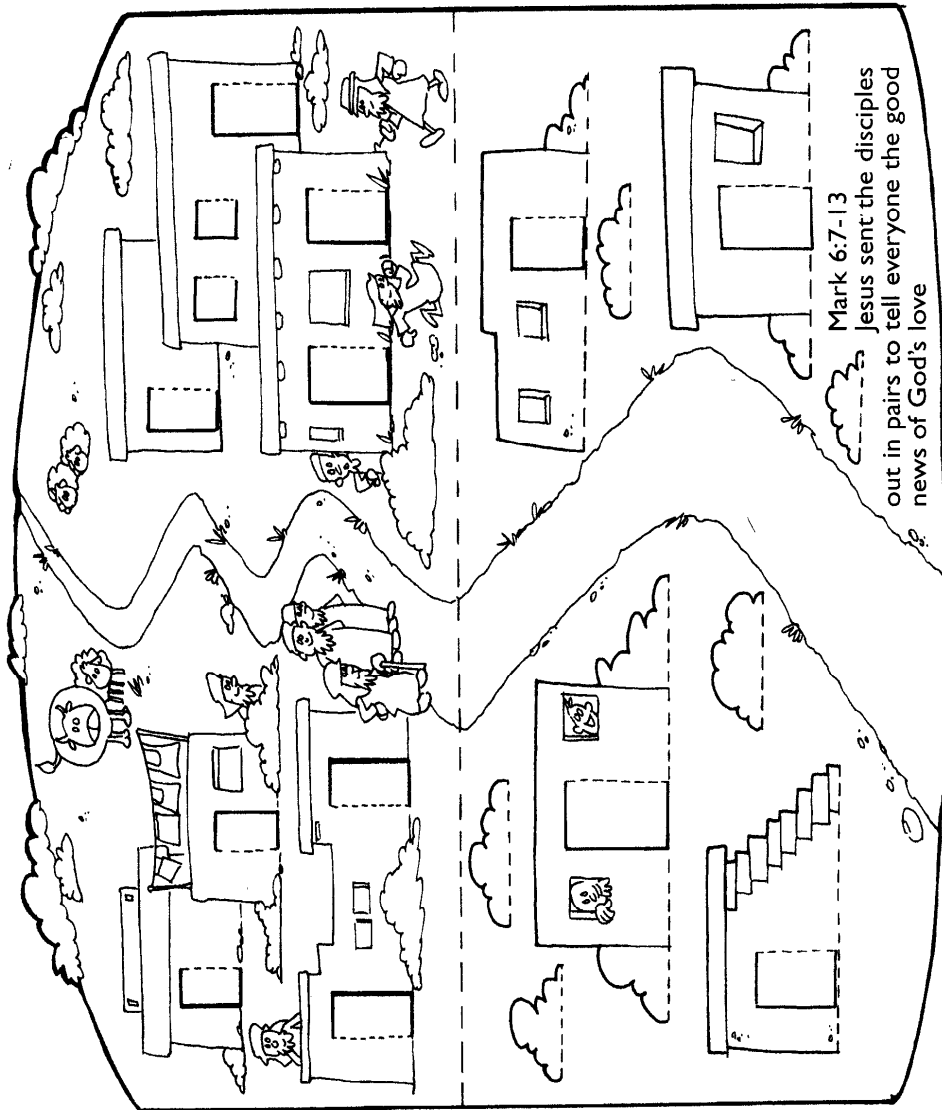 Mark 6:7-13
Jesus sent the disciples
out in pairs to tell everyone the good
news of God's love